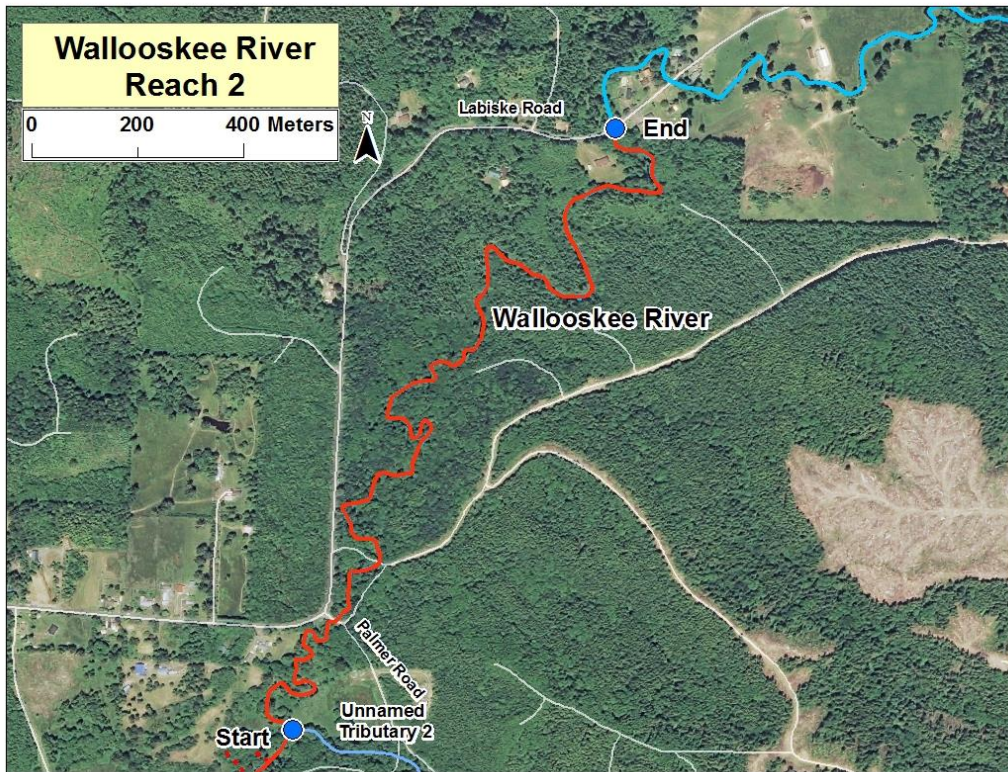 Wallooskee River
Reach 2
0 200 400 Meters
N
Labiske Road
End
Wallooskee River
Palmer Road
Unnamed
Tributary 2
Start